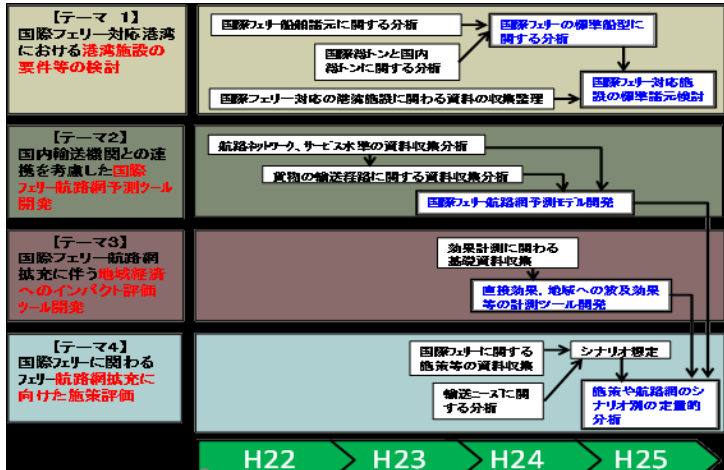 【テーマ 1】
国際フェリー対応港湾
における港湾施設の
要件等の検討
国際フェリー船舶諸元に関する分析
国際フェリーの標準船型に
関する分析
国際総トンと国内
総トンに関する分析
国際フェリー対応施
設の標準諸元検討
国際フェリー対応の港湾施設に関わる資料の収集整理
【テーマ2】
国内輸送機関との連
携を考慮した国際
フェリー航路網予測ツール
開発
航路ネットワーク、サービス水準の資料収集分析
貨物の輸送経路に関する資料収集分析
国際フェリー航路網予測モデル開発
【テーマ3】
国際フェリー航路網
拡充に伴う地域経済
へのインパクト評価
ツール開発
効果計測に関わる
基礎資料収集
直接効果、地域への波及効果
等の計測ツール開発
【テーマ4】
国際フェリーに関わる
フェリー航路網拡充に
向けた施策評価
国際フェリーに関する
施策等の資料収集
シナリオ想定
輸送ニーズに関
する分析
施策や航路網のシ
ナリオ別の定量的
分析
H22 H23 H24 H25